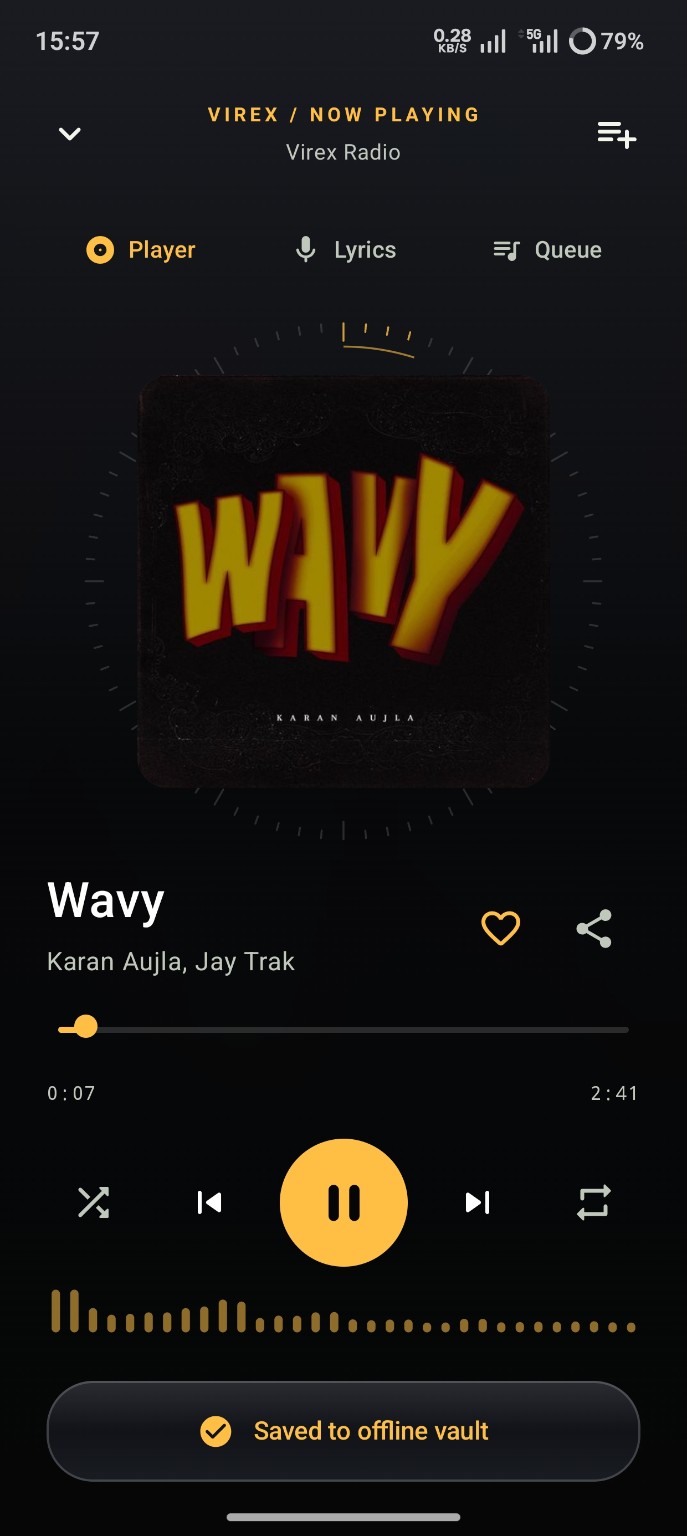 15:57
0.28
KB/S
5G
79%
VIREX / NOW PLAYING
Virex Radio
Player
Lyrics
Queue
WAVY
KARAN AUJLA
Wavy
Karan Aujla, Jay Trak
0:07
2:41
Saved to offline vault